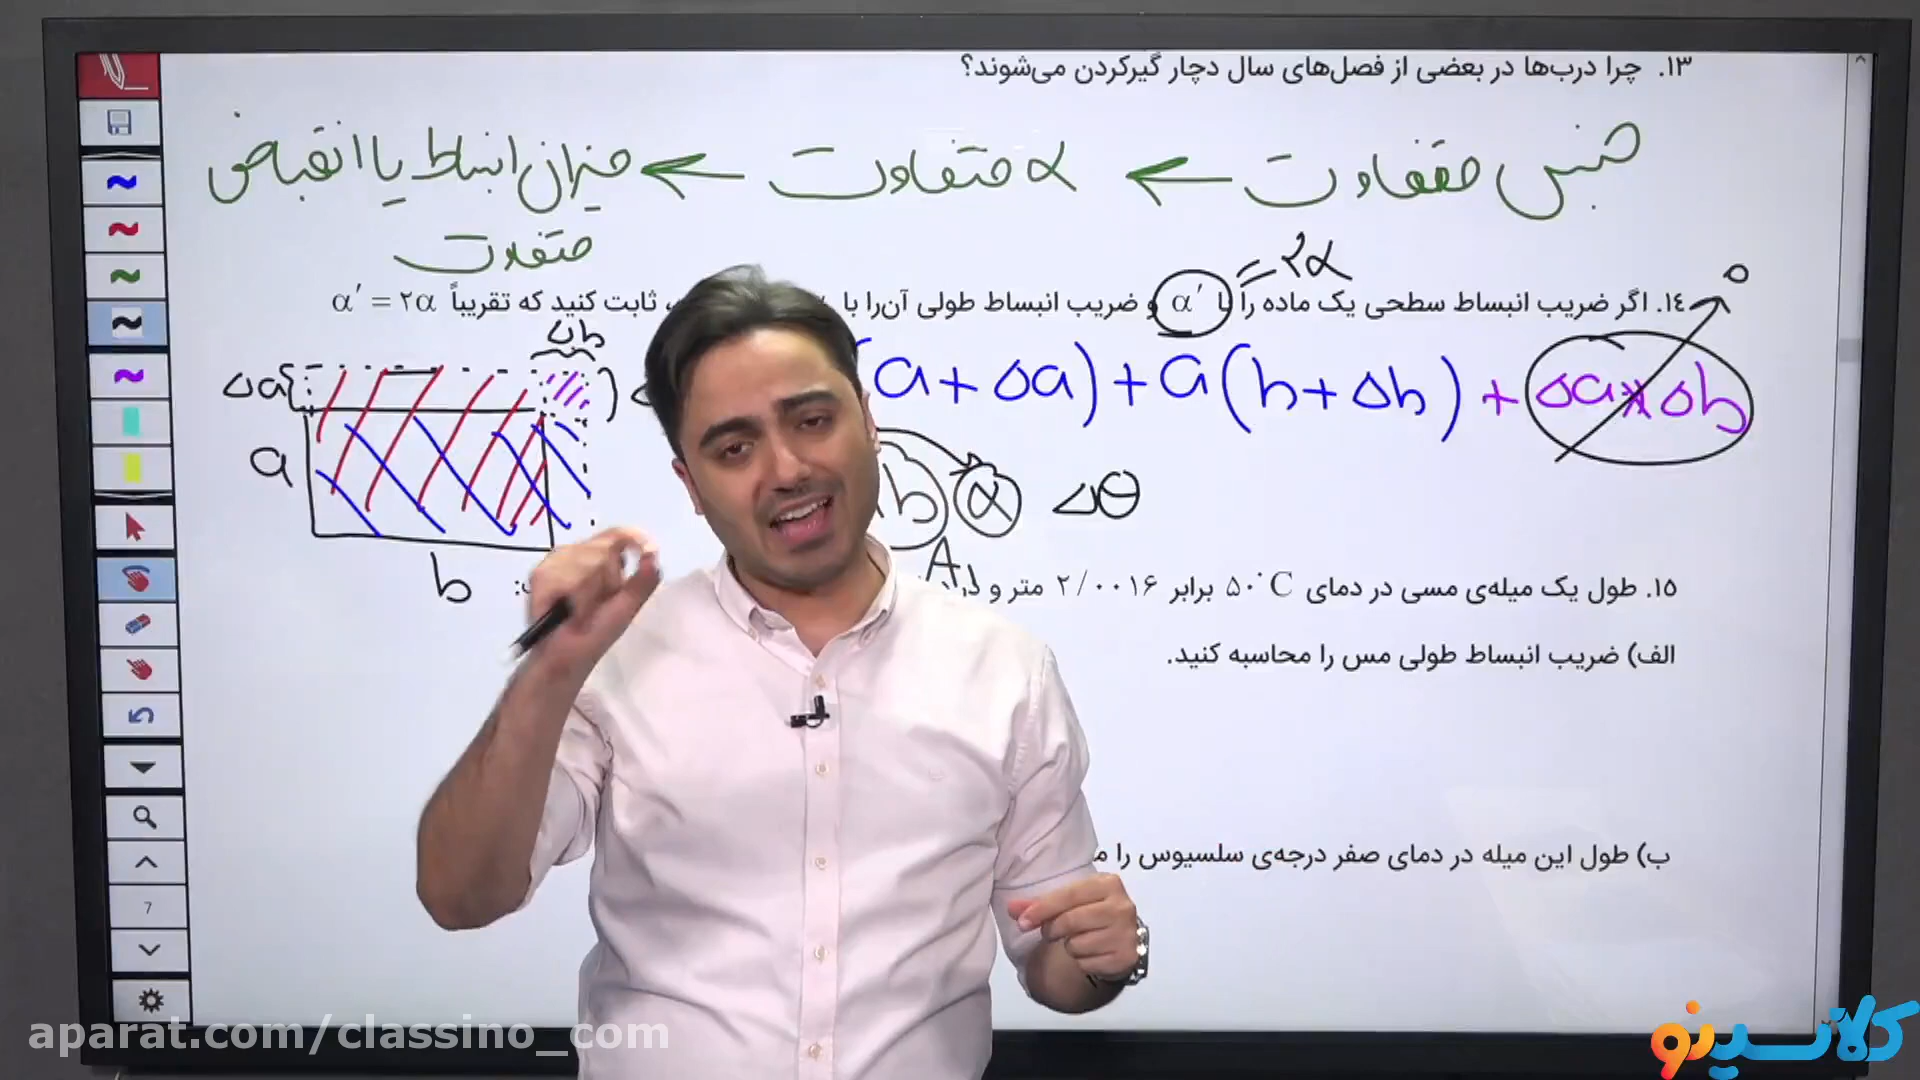 ۱۳. چرا درب‌ها در بعضی از فصل‌های سال دچار گیرکردن می‌شوند؟
جنس متفاوت ← α متفاوت ← میزان انبساط یا انقباض
متفاوت
= ۲α
۱۴. اگر ضریب انبساط سطحی یک ماده را با α′ و ضریب انبساط طولی آن‌را با ، ثابت کنید که تقریباً α′ = ۲α
Δb
Δa
(a + Δa) + a (b + Δb) + Δa × Δb
0
a
b α Δθ
A₁
b
۱۵. طول یک میله‌ی مسی در دمای ۵۰°C برابر ۲/۰۰۱۶ متر و در
الف) ضریب انبساط طولی مس را محاسبه کنید.
ب) طول این میله در دمای صفر درجه‌ی سلسیوس را
7
aparat.com/classino_com
کلاسینو